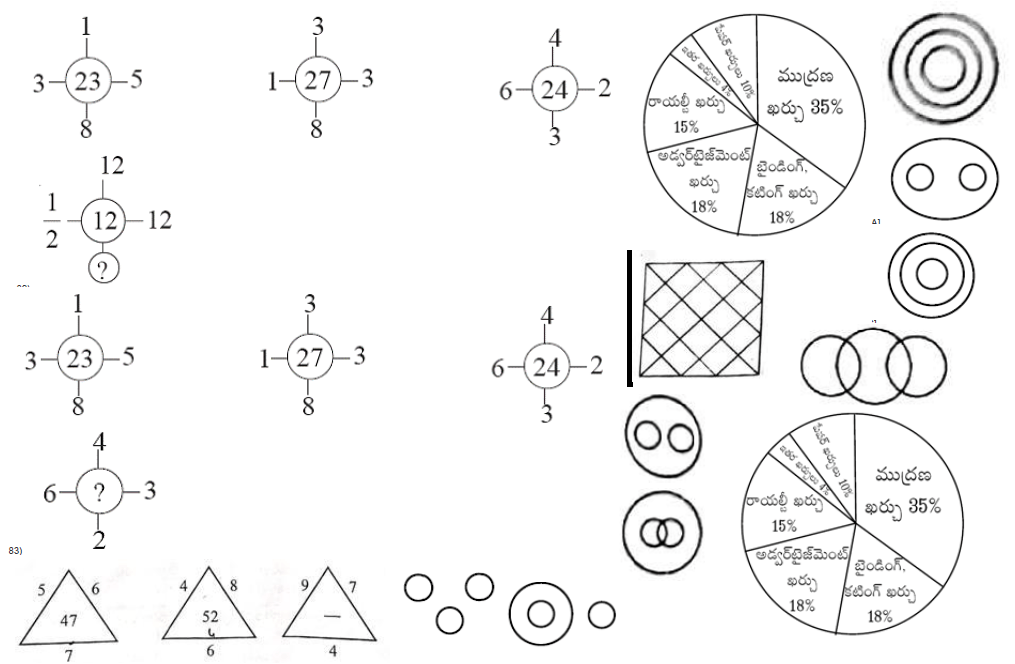 1
3 23 5
8
3
1 27 3
8
4
6 24 2
3
12
1
2
12 12
?
1
3 23 5
8
3
1 27 3
8
4
6 24 2
3
4
6 ? 3
2
83)
5 6
47
7
4 8
52
6
9 7
—
4
ముద్రణ
ఖర్చు 35%
బైండింగ్,
కటింగ్ ఖర్చు
18%
అడ్వర్‌టైజ్‌మెంట్
ఖర్చు
18%
రాయల్టీ ఖర్చు
15%
ఇతర ఖర్చులు 4%
పేపర్ ఖర్చులు 10%
ముద్రణ
ఖర్చు 35%
బైండింగ్,
కటింగ్ ఖర్చు
18%
అడ్వర్‌టైజ్‌మెంట్
ఖర్చు
18%
రాయల్టీ ఖర్చు
15%
ఇతర ఖర్చులు 4%
పేపర్ ఖర్చులు 10%